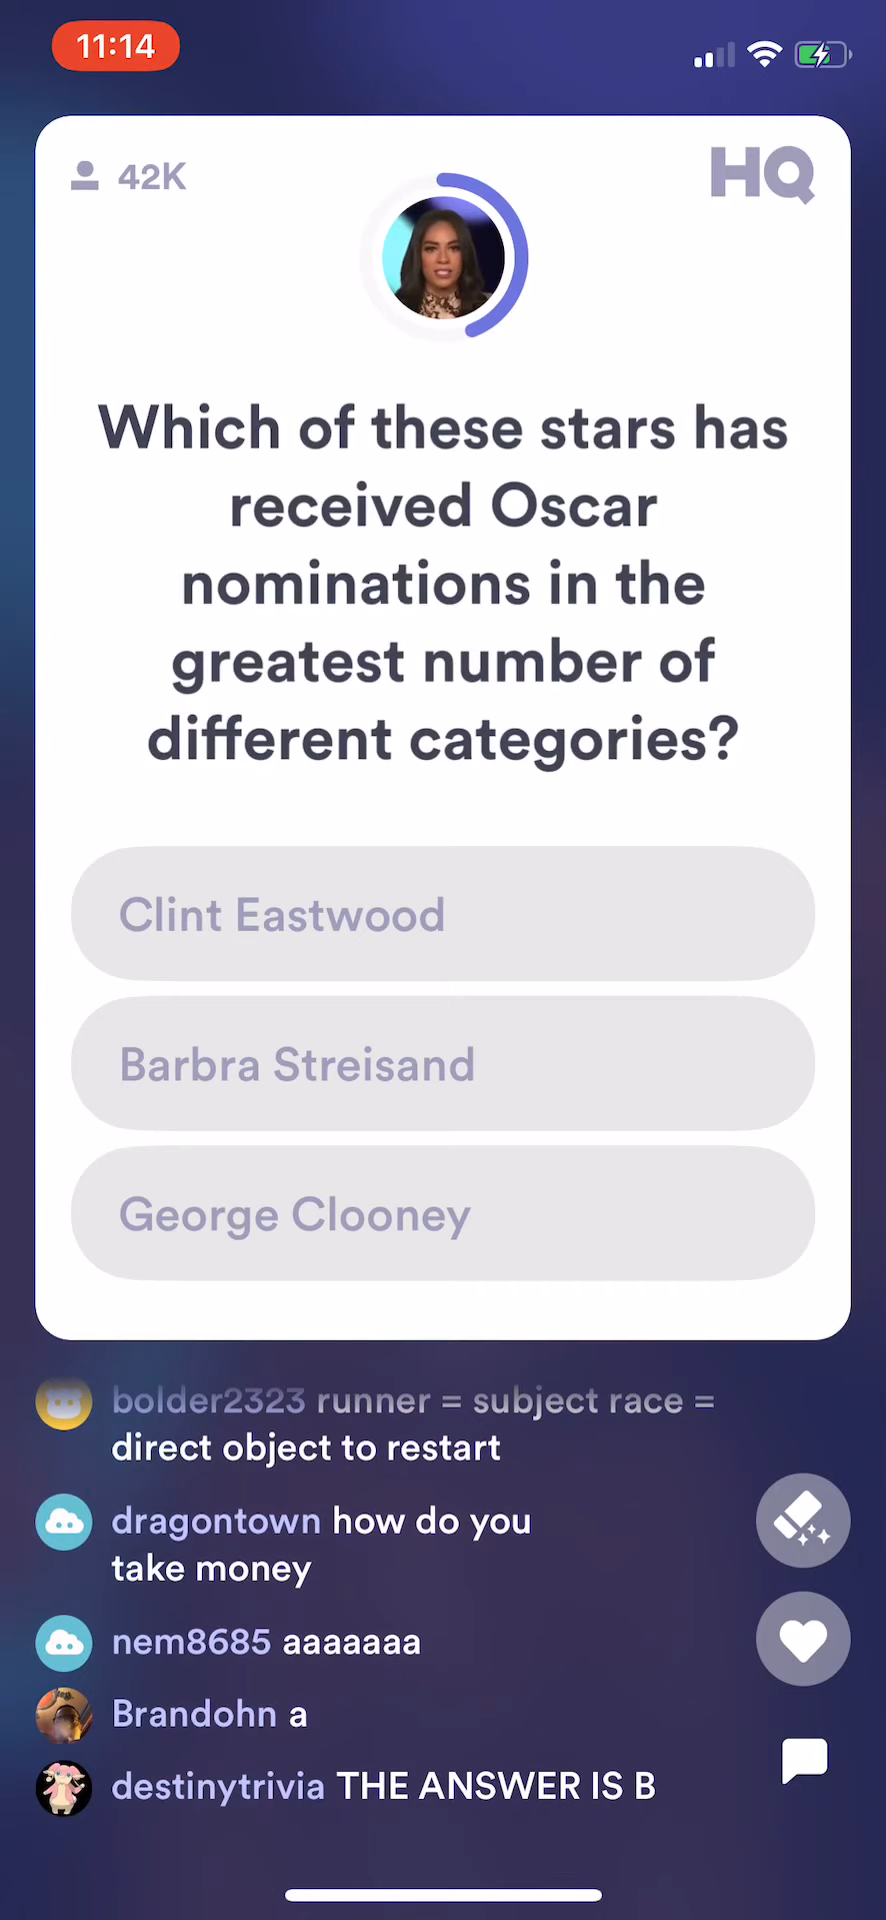 11:14
42K
HQ
Which of these stars has
received Oscar
nominations in the
greatest number of
different categories?
Clint Eastwood
Barbra Streisand
George Clooney
bolder2323 runner = subject race =
direct object to restart
dragontown how do you
take money
nem8685 aaaaaaa
Brandohn a
destinytrivia THE ANSWER IS B